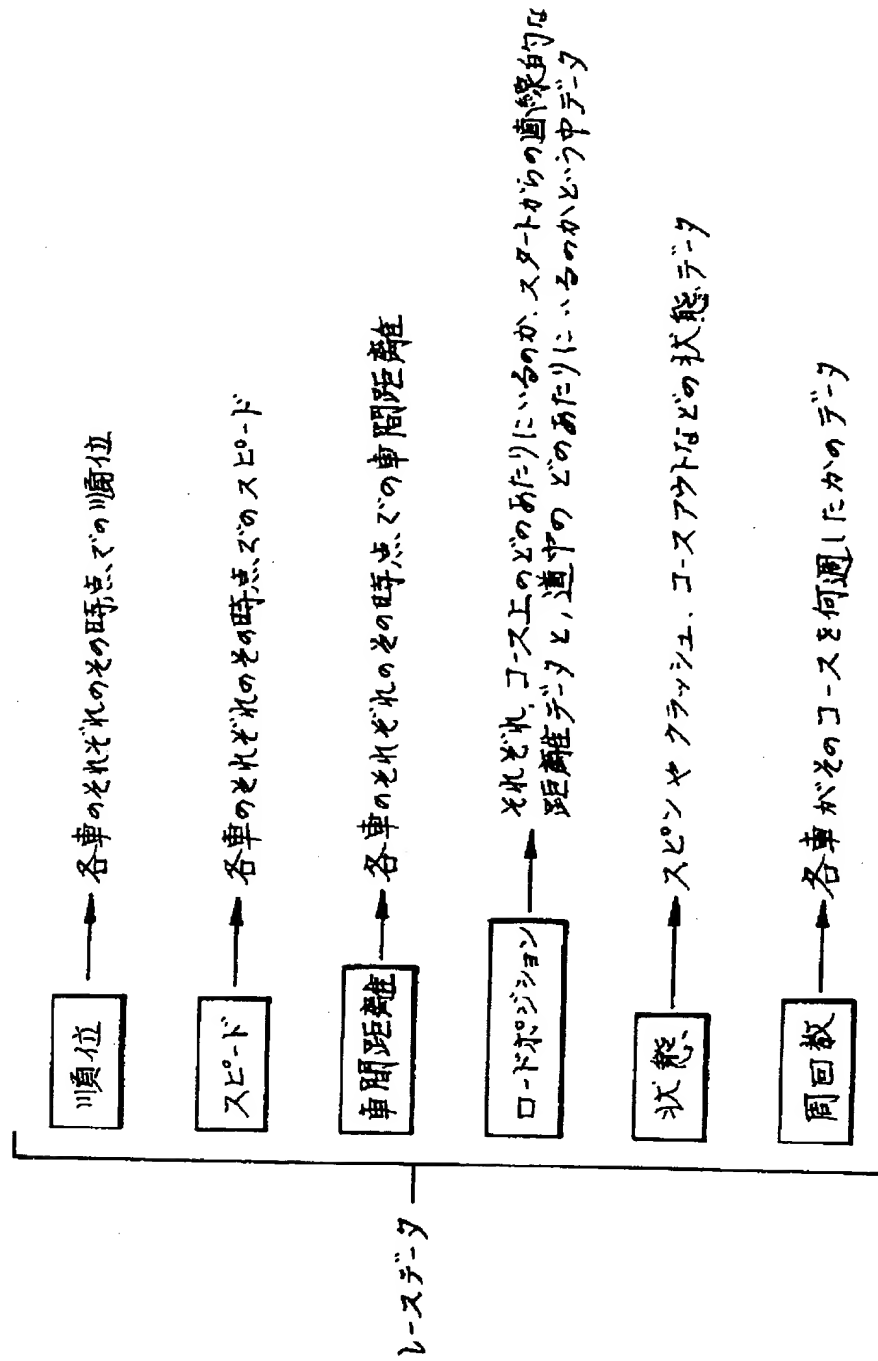 レースデータ
順位
各車のそれぞれのその時点での順位
スピード
各車のそれぞれのその時点でのスピード
車間距離
各車のそれぞれのその時点での車間距離
ロードポジション
それぞれ、コース上のどのあたりにいるのか、スタートからの直線的な
距離データと、道中のどのあたりにいるのかという中データ
状態
スピンやクラッシュ、コースアウトなどの状態データ
周回数
各車がそのコースを何週したかのデータ